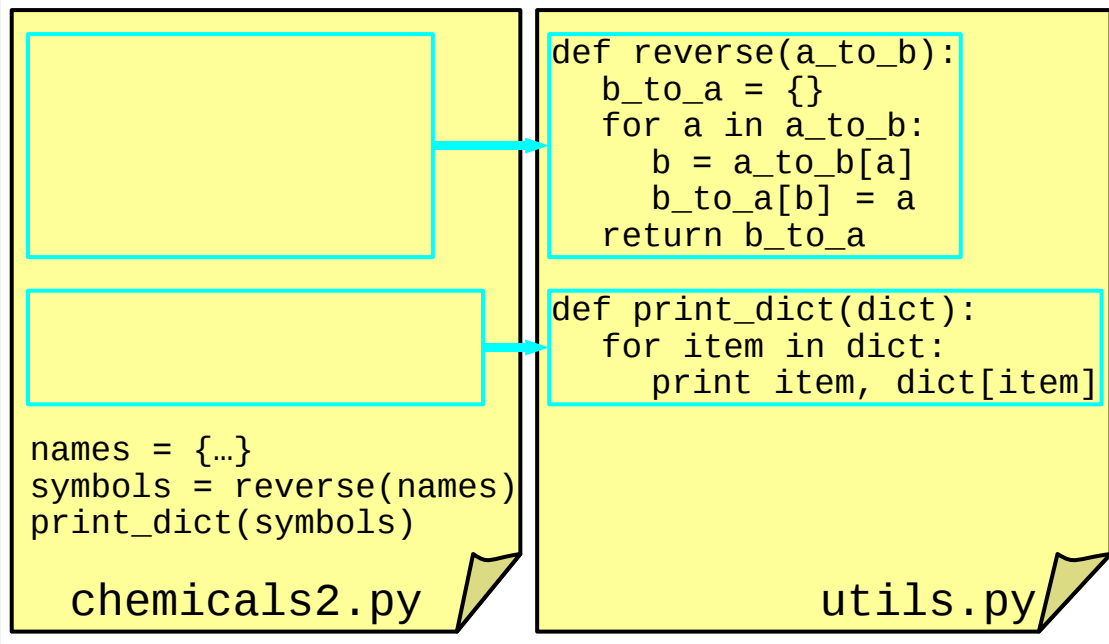 names = {…}
symbols = reverse(names)
print_dict(symbols)
chemicals2.py
def reverse(a_to_b):
b_to_a = {}
for a in a_to_b:
b = a_to_b[a]
b_to_a[b] = a
return b_to_a
def print_dict(dict):
for item in dict:
print item, dict[item]
utils.py